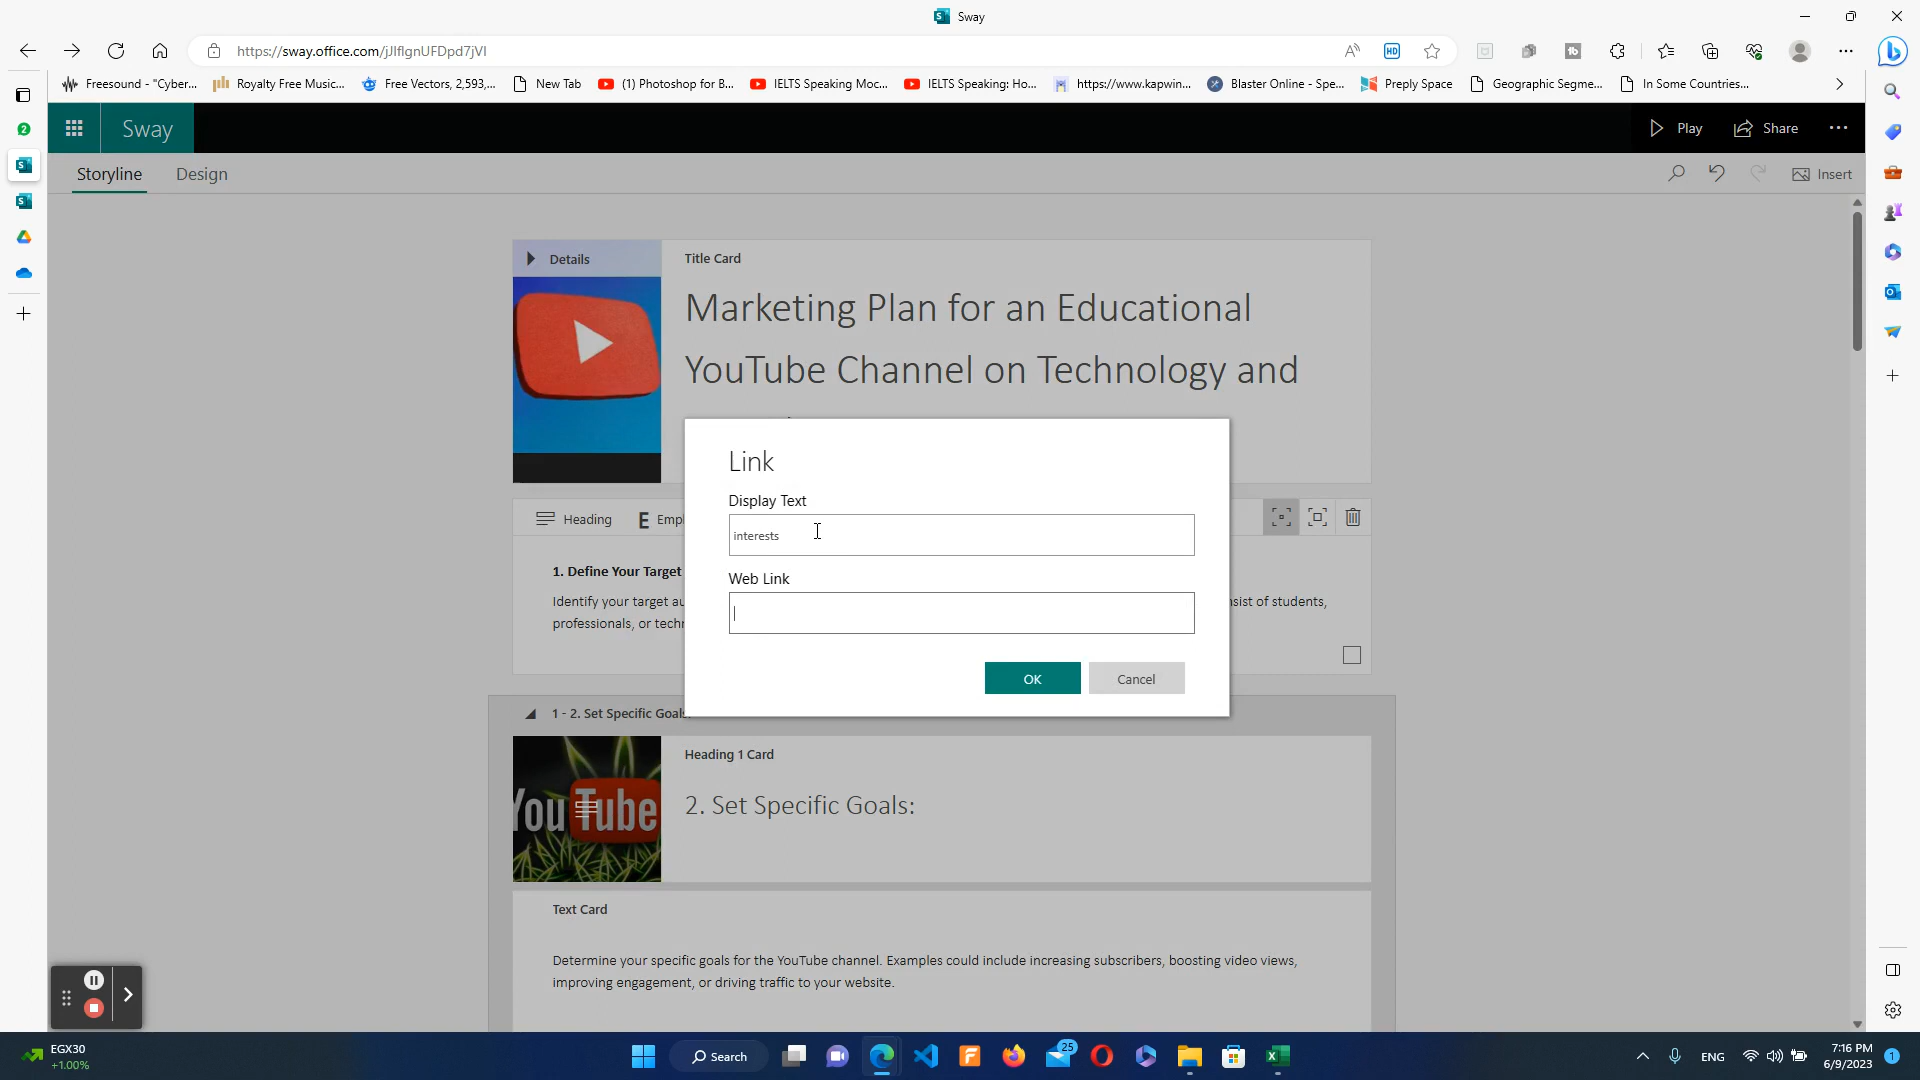 Sway
https://sway.office.com/jJIfIgnUFDpd7jVI
HD
Freesound - "Cyber...
Royalty Free Music...
Free Vectors, 2,593,...
New Tab
(1) Photoshop for B...
IELTS Speaking Moc...
IELTS Speaking: Ho...
https://www.kapwin...
Blaster Online - Spe...
Preply Space
Geographic Segme...
In Some Countries...
Sway
Play
Share
Storyline
Design
Insert
Details
Title Card
Marketing Plan for an Educational
YouTube Channel on Technology and
Link
Display Text
interests
Web Link
OK
Cancel
Heading
E
1. Define Your Target
Identify your target
of students,
professionals, or
1 - 2. Set Specific Goals
Heading 1 Card
YouTube
2. Set Specific Goals:
Text Card
Determine your specific goals for the YouTube channel. Examples could include increasing subscribers, boosting video views,
improving engagement, or driving traffic to your website.
EGX30
+1.00%
Search
25
ENG
7:16 PM
6/9/2023
1